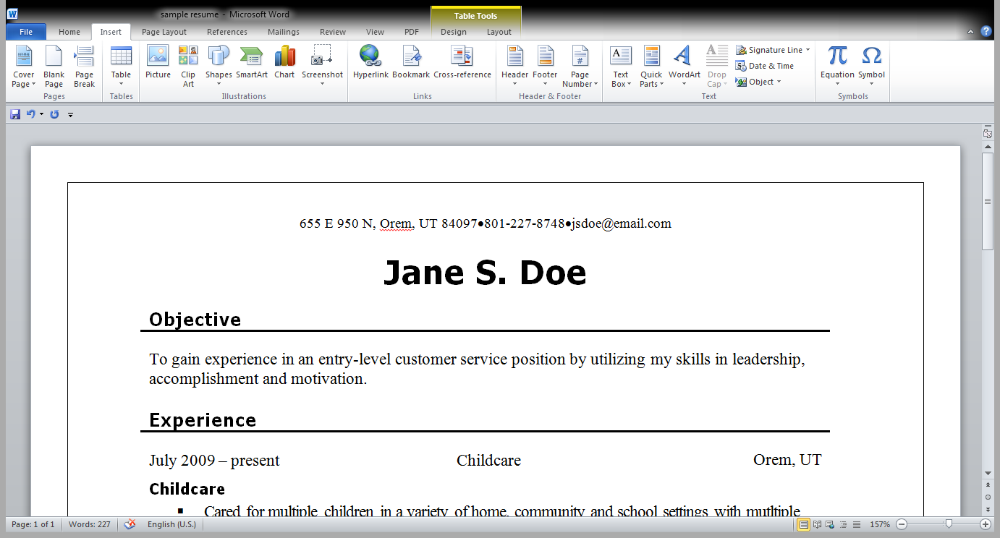 sample resume - Microsoft Word
Table Tools
File Home Insert Page Layout References Mailings Review View PDF Design Layout
Cover Page
Blank Page
Page Break
Pages
Table
Tables
Picture
Clip Art
Shapes
SmartArt
Chart
Screenshot
Illustrations
Hyperlink
Bookmark
Cross-reference
Links
Header
Footer
Page Number
Header & Footer
Text Box
Quick Parts
WordArt
Drop Cap
Signature Line
Date & Time
Object
Text
Equation
Symbol
Symbols
655 E 950 N, Orem, UT 84097•801-227-8748•jsdoe@email.com
Jane S. Doe
Objective
To gain experience in an entry-level customer service position by utilizing my skills in leadership,
accomplishment and motivation.
Experience
July 2009 – present Childcare Orem, UT
Childcare
▪ Cared for multiple children in a variety of home, community and school settings with mutltiple
Page: 1 of 1 Words: 227 English (U.S.) 157%